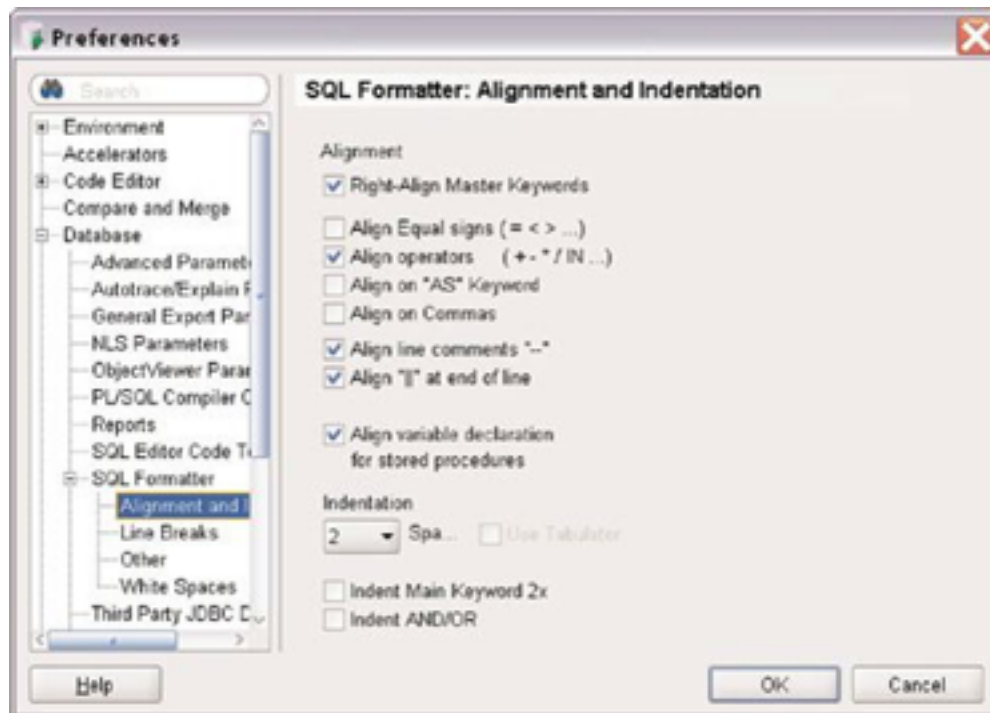 Preferences
Search
Environment
Accelerators
Code Editor
Compare and Merge
Database
Advanced Paramet
Autotrace/Explain F
General Export Par
NLS Parameters
ObjectViewer Parar
PL/SQL Compiler C
Reports
SQL Editor Code Te
SQL Formatter
Alignment and I
Line Breaks
Other
White Spaces
Third Party JDBC D
Help
SQL Formatter: Alignment and Indentation
Alignment
Right-Align Master Keywords
Align Equal signs ( = < > ...)
Align operators ( + - * / IN ...)
Align on "AS" Keyword
Align on Commas
Align line comments "--"
Align "||" at end of line
Align variable declaration
for stored procedures
Indentation
2 Spa... Use Tabulator
Indent Main Keyword 2x
Indent AND/OR
OK Cancel